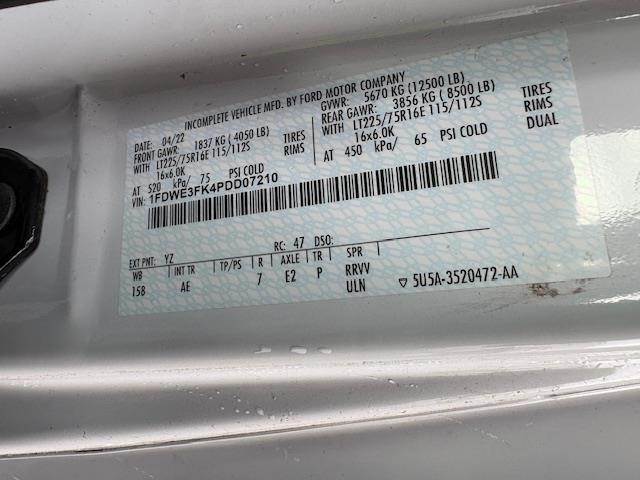 INCOMPLETE VEHICLE MFD. BY FORD MOTOR COMPANY
DATE: 04/22 GVWR: 5670 KG (12500 LB)
FRONT GAWR: 1837 KG ( 4050 LB) REAR GAWR: 3856 KG ( 8500 LB)
WITH LT225/75R16E 115/112S TIRES WITH LT225/75R16E 115/112S TIRES
16x6.0K RIMS 16x6.0K RIMS
AT 520 kPa/ 75 PSI COLD AT 450 kPa/ 65 PSI COLD DUAL
VIN: 1FDWE3FK4PDD07210
EXT PNT: YZ RC: 47 DSO:
WB INT TR TP/PS R AXLE TR SPR
158 AE 7 E2 P RRVV
ULN 5U5A-3520472-AA